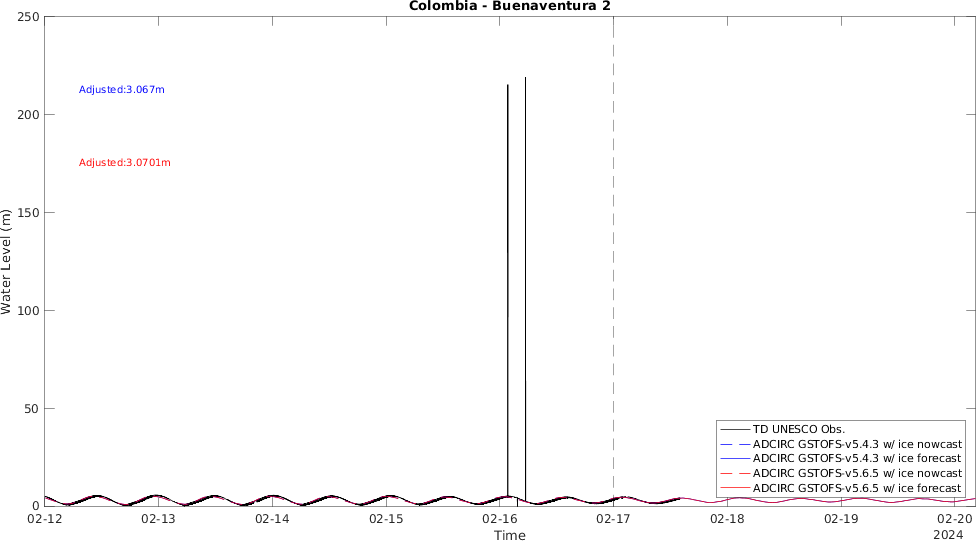 Colombia - Buenaventura 2
250
200
150
100
50
0
Water Level (m)
Adjusted:3.067m
Adjusted:3.0701m
TD UNESCO Obs.
ADCIRC GSTOFS-v5.4.3 w/ ice nowcast
ADCIRC GSTOFS-v5.4.3 w/ ice forecast
ADCIRC GSTOFS-v5.6.5 w/ ice nowcast
ADCIRC GSTOFS-v5.6.5 w/ ice forecast
02-12 02-13 02-14 02-15 02-16 02-17 02-18 02-19 02-20
Time
2024